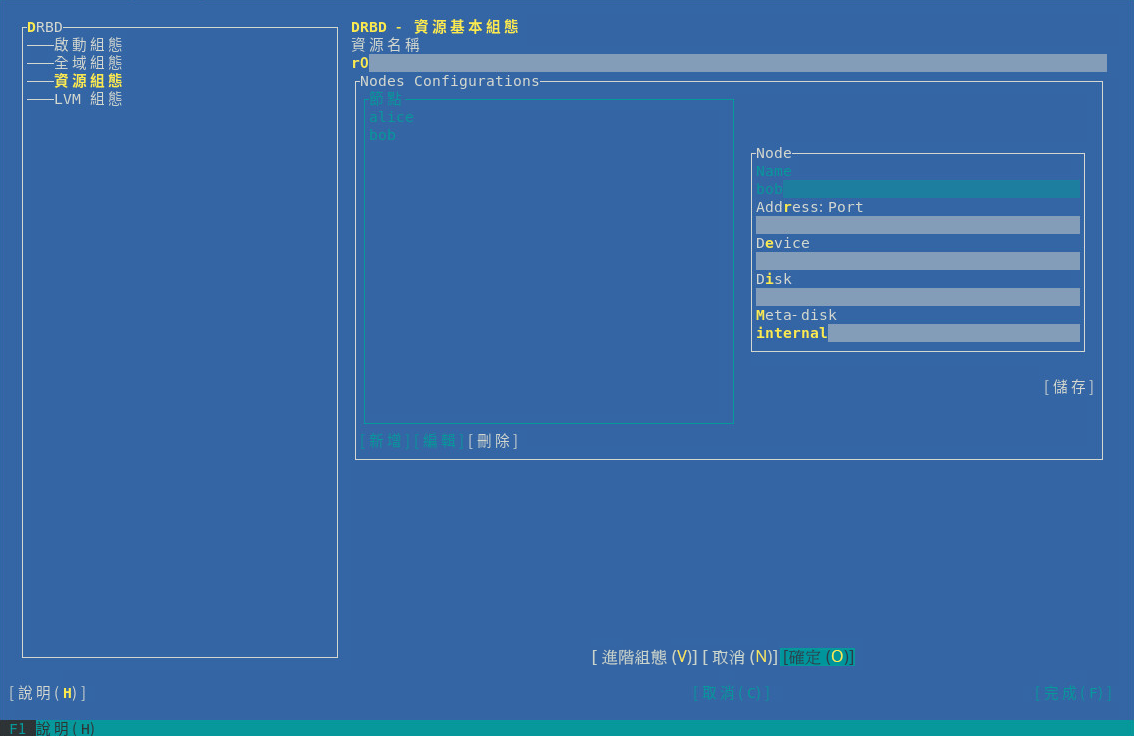 DRBD
啟動組態
全域組態
資源組態
LVM 組態
DRBD - 資源基本組態
資源名稱
r0
Nodes Configurations
節點
alice
bob
[新增][編輯][刪除]
Node
Name
bob
Address:Port
Device
Disk
Meta-disk
internal
[儲存]
[ 進階組態 (V)] [ 取消 (N)] [確定 (O)]
[說明(H)] [取消(C)] [完成(F)]
F1 說明(H)